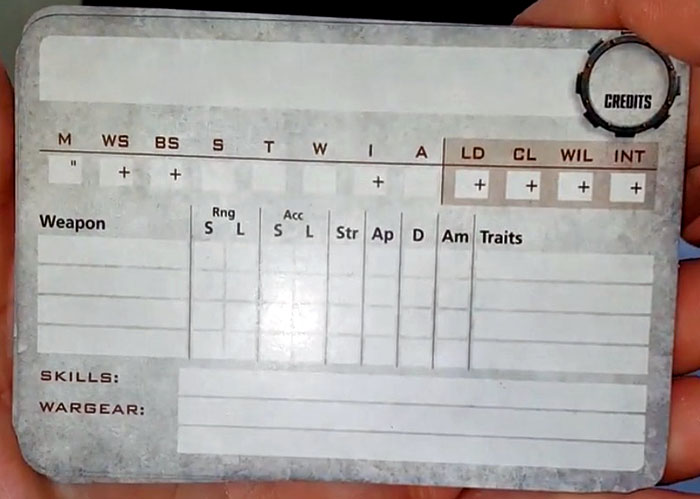 CREDITS
M WS BS S T W I A LD CL WIL INT
" + + + + + + +
Rng Acc
Weapon S L S L Str Ap D Am Traits
SKILLS:
WARGEAR: